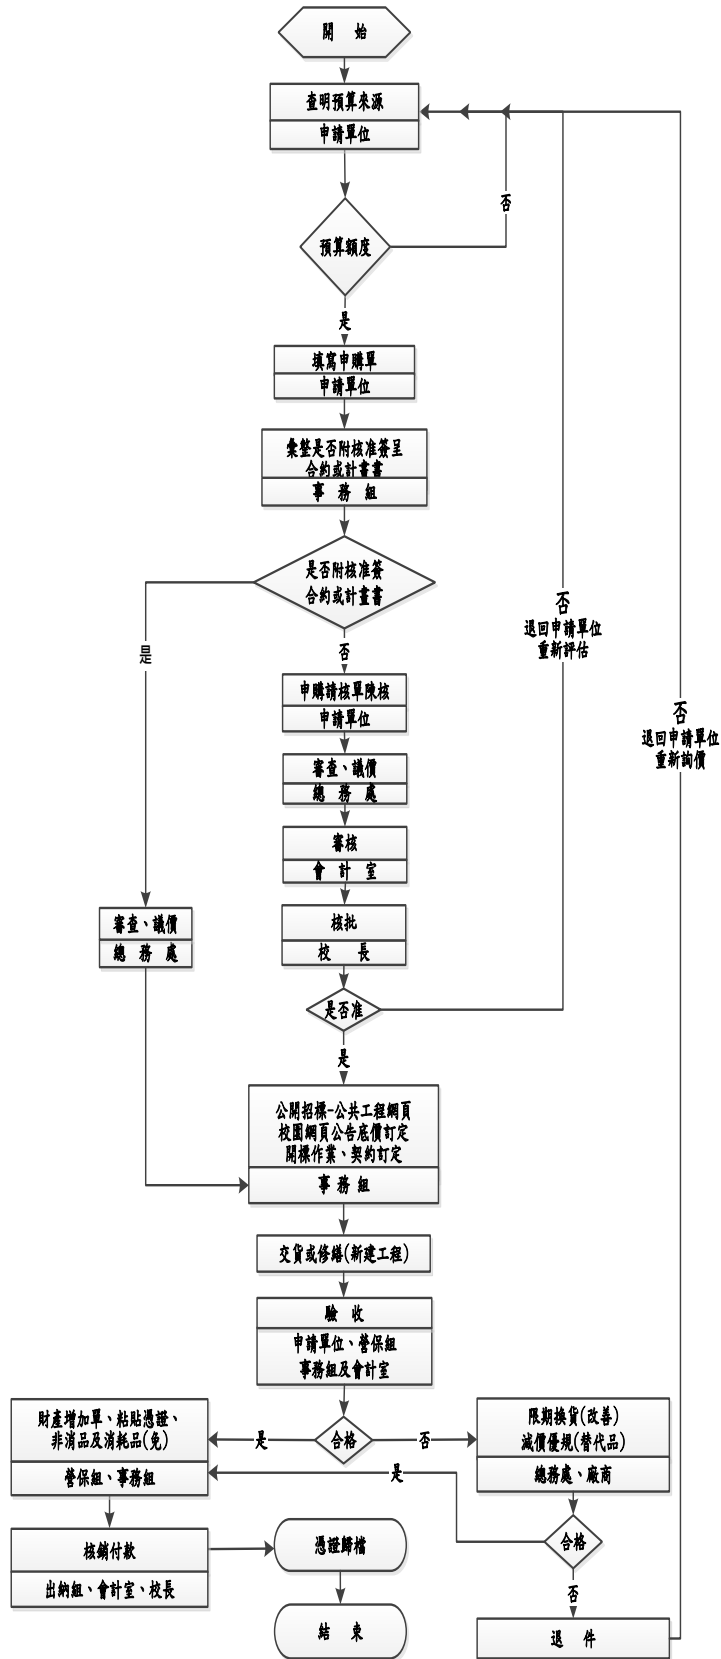 開 始
查明預算來源
申請單位
否
預算額度
是
填寫申購單
申請單位
彙整是否附核准簽呈
合約或計畫書
事 務 組
是否附核准簽
合約或計畫書
是
否
否
退回申請單位
重新評估
申購請核單陳核
申請單位
否
退回申請單位
重新詢價
審查、議價
總 務 處
審核
會 計 室
核批
校 長
審查、議價
總 務 處
是否准
是
公開招標-公共工程網頁
校園網頁公告底價訂定
開標作業、契約訂定
事 務 組
交貨或修繕(新建工程)
驗 收
申請單位、營保組
事務組及會計室
合格
是
否
財產增加單、粘貼憑證、
非消品及消耗品(免)
營保組、事務組
限期換貨(改善)
減價優規(替代品)
總務處、廠商
是
合格
否
核銷付款
出納組、會計室、校長
憑證歸檔
結 束
退 件